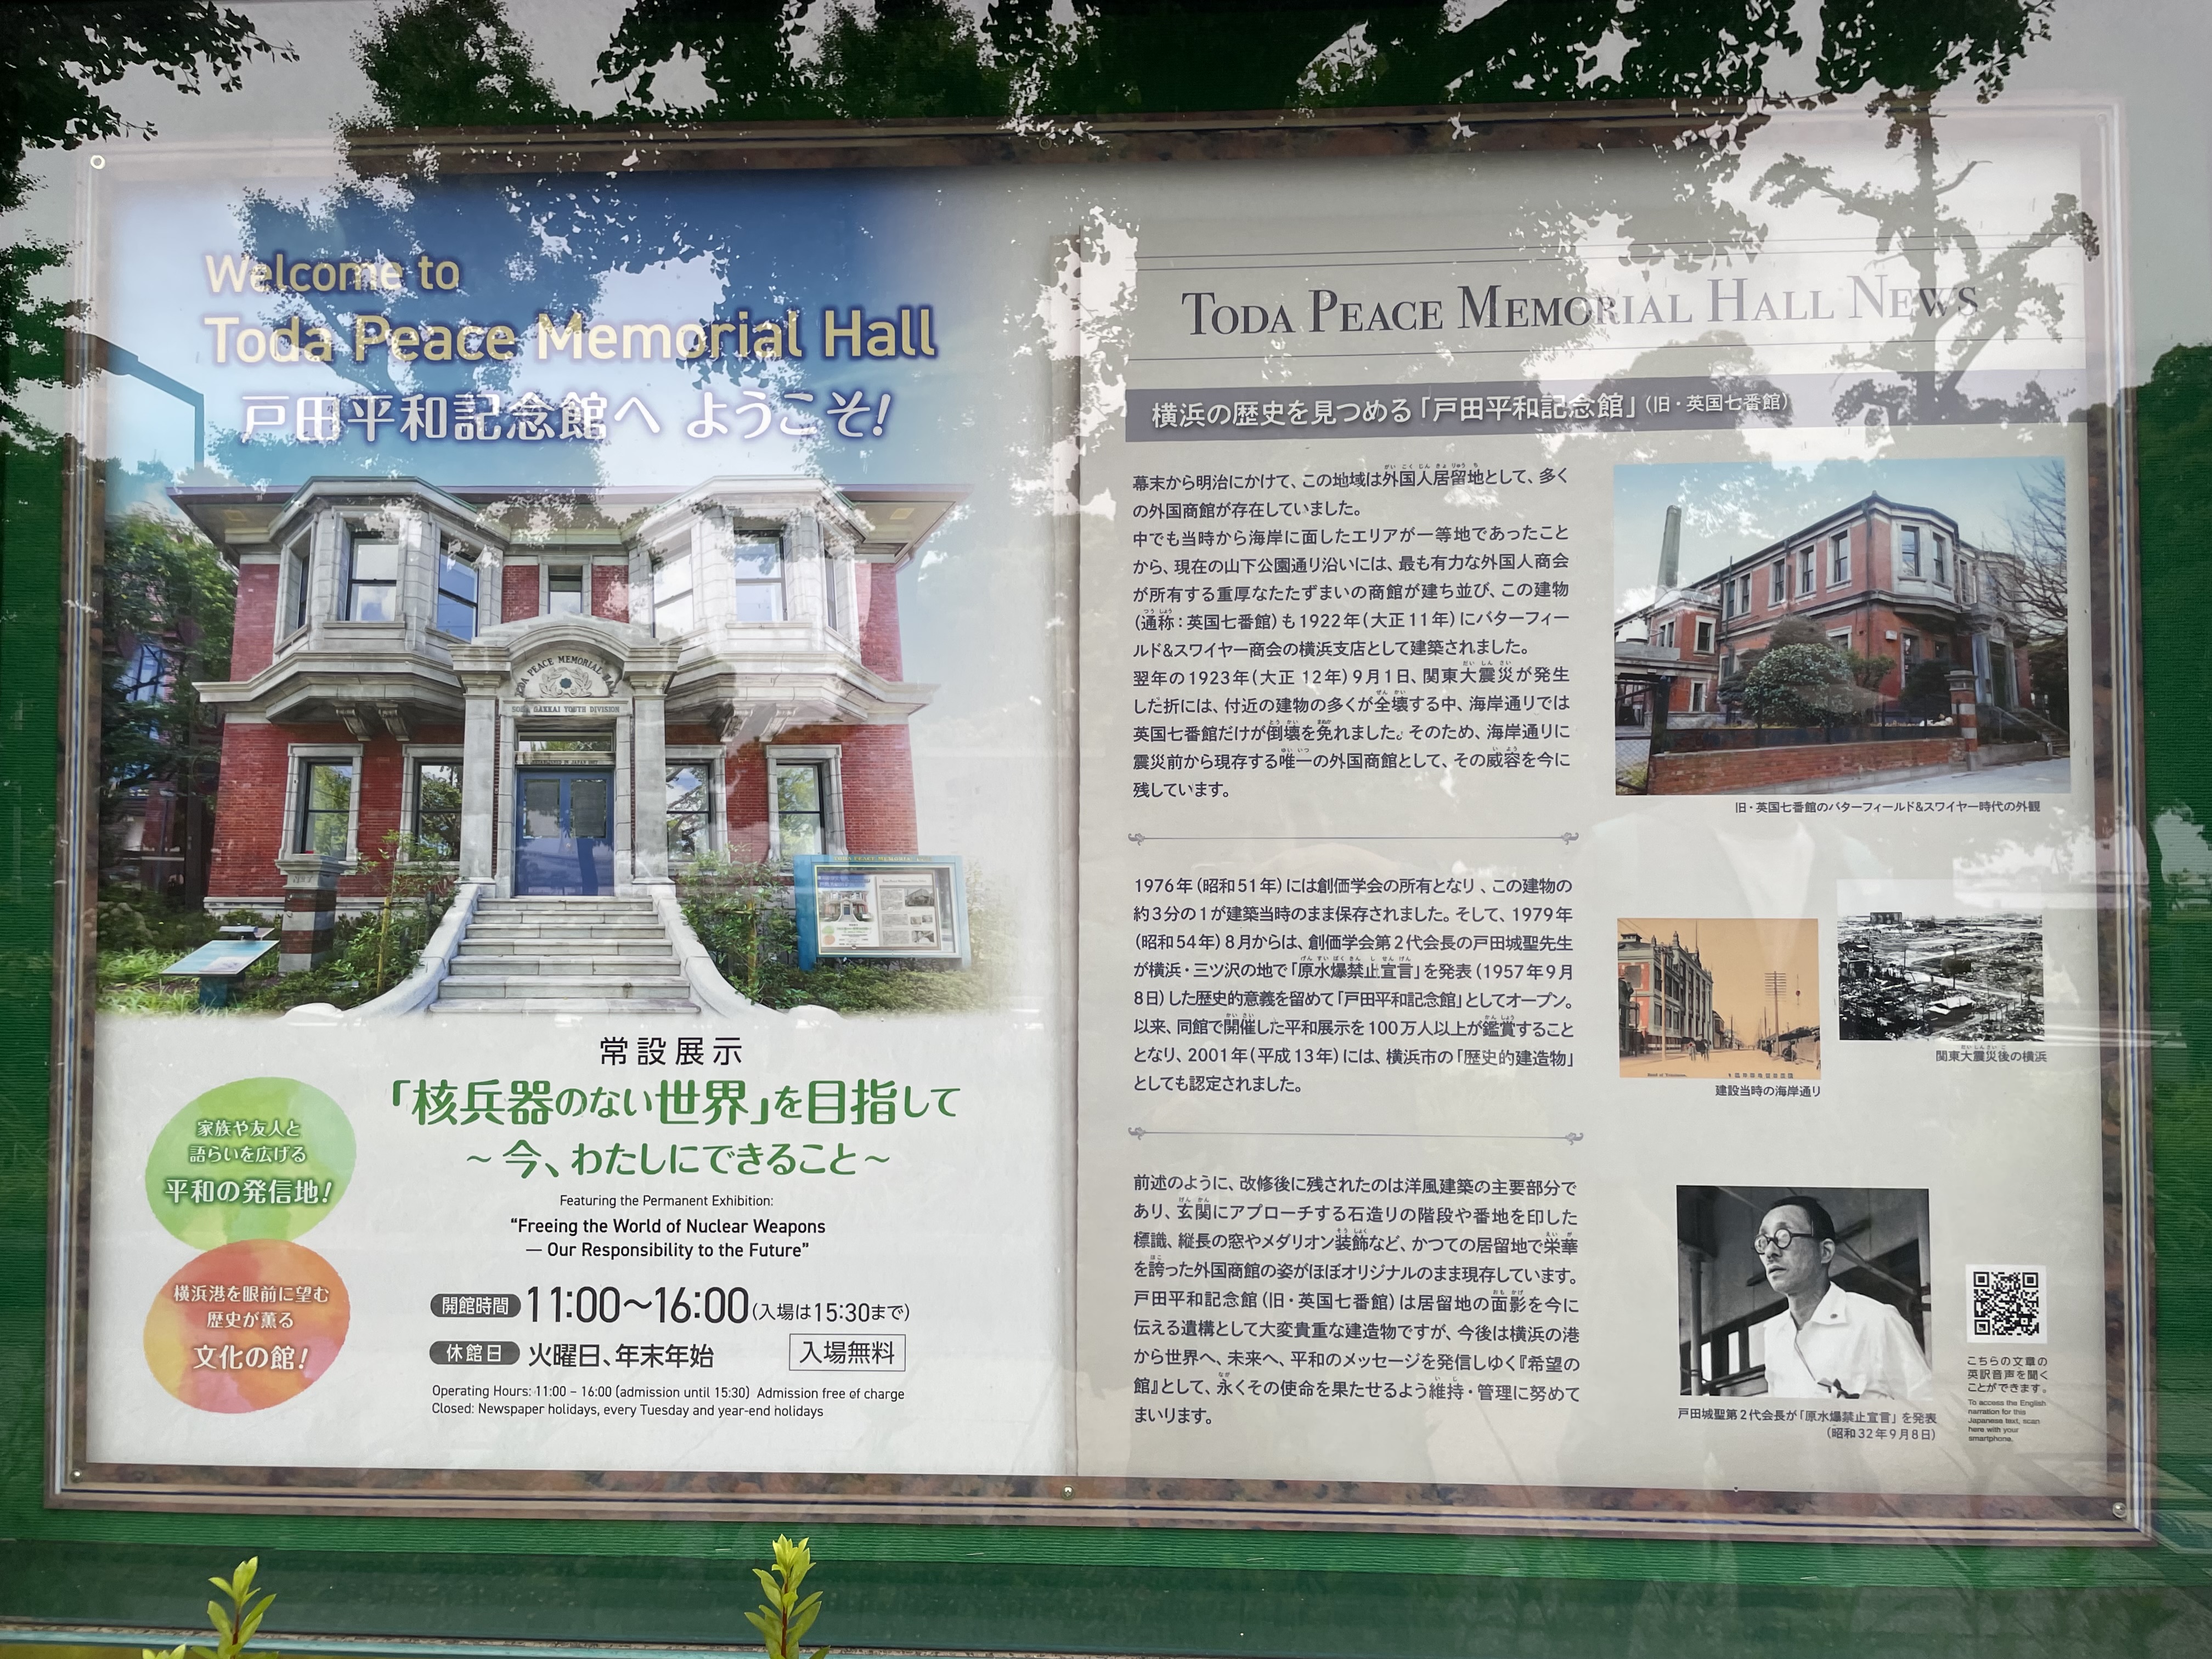 Welcome to
Toda Peace Memorial Hall
戸田平和記念館へ ようこそ!
TODA PEACE MEMORIAL HALL
SOKA GAKKAI YOUTH DIVISION
常設展示
「核兵器のない世界」を目指して
～今、わたしにできること～
Featuring the Permanent Exhibition:
“Freeing the World of Nuclear Weapons
— Our Responsibility to the Future”
家族や友人と
語らいを広げる
平和の発信地!
横浜港を眼前に望む
歴史が薫る
文化の館!
開館時間 11:00～16:00(入場は15:30まで)
休館日 火曜日、年末年始 入場無料
Operating Hours: 11:00 – 16:00 (admission until 15:30) Admission free of charge
Closed: Newspaper holidays, every Tuesday and year-end holidays
TODA PEACE MEMORIAL HALL NEWS
横浜の歴史を見つめる「戸田平和記念館」(旧・英国七番館)
幕末から明治にかけて、この地域は外国人居留地として、多く
の外国商館が存在していました。
中でも当時から海岸に面したエリアが一等地であったこと
から、現在の山下公園通り沿いには、最も有力な外国人商会
が所有する重厚なたたずまいの商館が建ち並び、この建物
(通称：英国七番館)も1922年(大正11年)にバターフィー
ルド&スワイヤー商会の横浜支店として建築されました。
翌年の1923年(大正 12年)9月1日、関東大震災が発生
した折には、付近の建物の多くが全壊する中、海岸通りでは
英国七番館だけが倒壊を免れました。そのため、海岸通りに
震災前から現存する唯一の外国商館として、その威容を今に
残しています。
旧・英国七番館のバターフィールド&スワイヤー時代の外観
1976年(昭和51年)には創価学会の所有となり、この建物の
約3分の1が建築当時のまま保存されました。そして、1979年
(昭和54年)8月からは、創価学会第2代会長の戸田城聖先生
が横浜・三ツ沢の地で「原水爆禁止宣言」を発表(1957年9月
8日)した歴史的意義を留めて「戸田平和記念館」としてオープン。
以来、同館で開催した平和展示を100万人以上が鑑賞すること
となり、2001年(平成13年)には、横浜市の「歴史的建造物」
としても認定されました。
建設当時の海岸通り
関東大震災後の横浜
前述のように、改修後に残されたのは洋風建築の主要部分で
あり、玄関にアプローチする石造りの階段や番地を印した
標識、縦長の窓やメダリオン装飾など、かつての居留地で栄華
を誇った外国商館の姿がほぼオリジナルのまま現存しています。
戸田平和記念館(旧・英国七番館)は居留地の面影を今に
伝える遺構として大変貴重な建造物ですが、今後は横浜の港
から世界へ、未来へ、平和のメッセージを発信しゆく『希望の
館』として、永くその使命を果たせるよう維持・管理に努めて
まいります。
戸田城聖第2代会長が「原水爆禁止宣言」を発表
(昭和32年9月8日)
こちらの文章の
英訳音声を聞く
ことができます。
To access the English
narration for this
Japanese text, scan
here with your
smartphone.